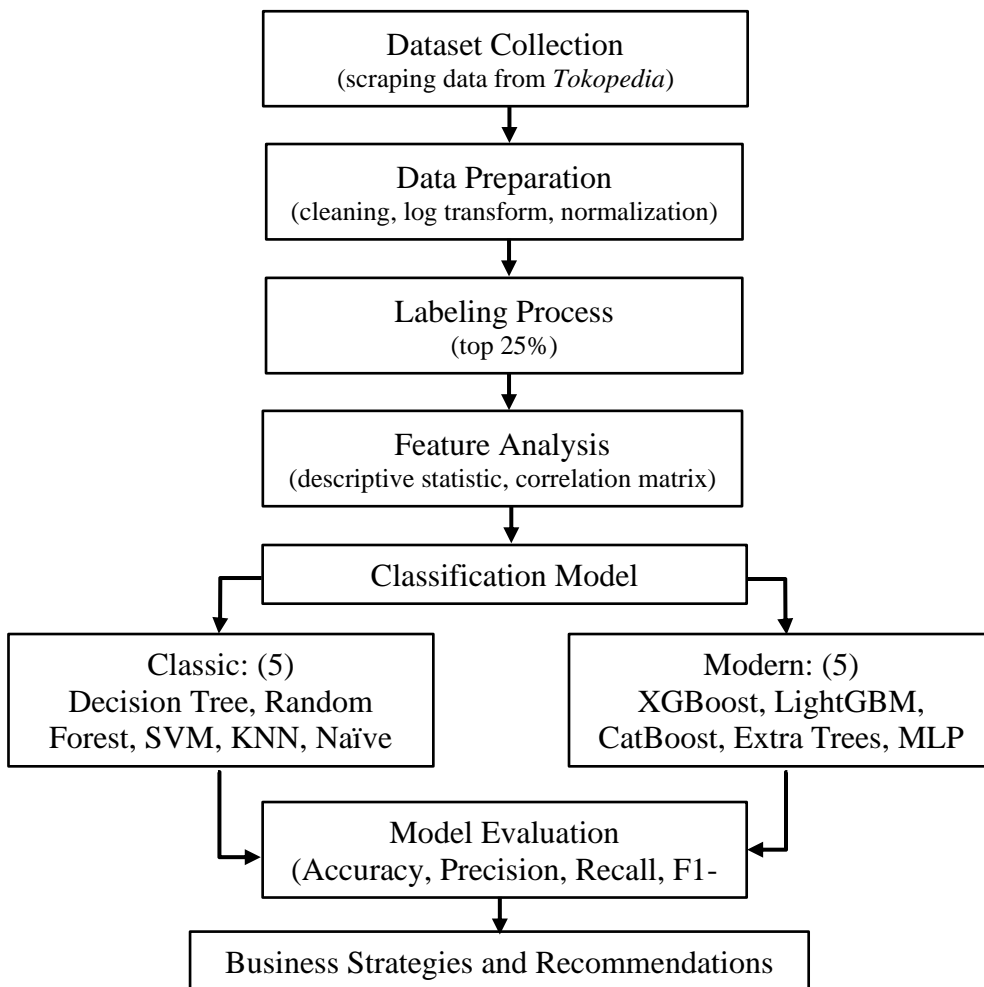 Dataset Collection
(scraping data from Tokopedia)
Data Preparation
(cleaning, log transform, normalization)
Labeling Process
(top 25%)
Feature Analysis
(descriptive statistic, correlation matrix)
Classification Model
Classic: (5)
Decision Tree, Random
Forest, SVM, KNN, Naïve
Modern: (5)
XGBoost, LightGBM,
CatBoost, Extra Trees, MLP
Model Evaluation
(Accuracy, Precision, Recall, F1-
Business Strategies and Recommendations